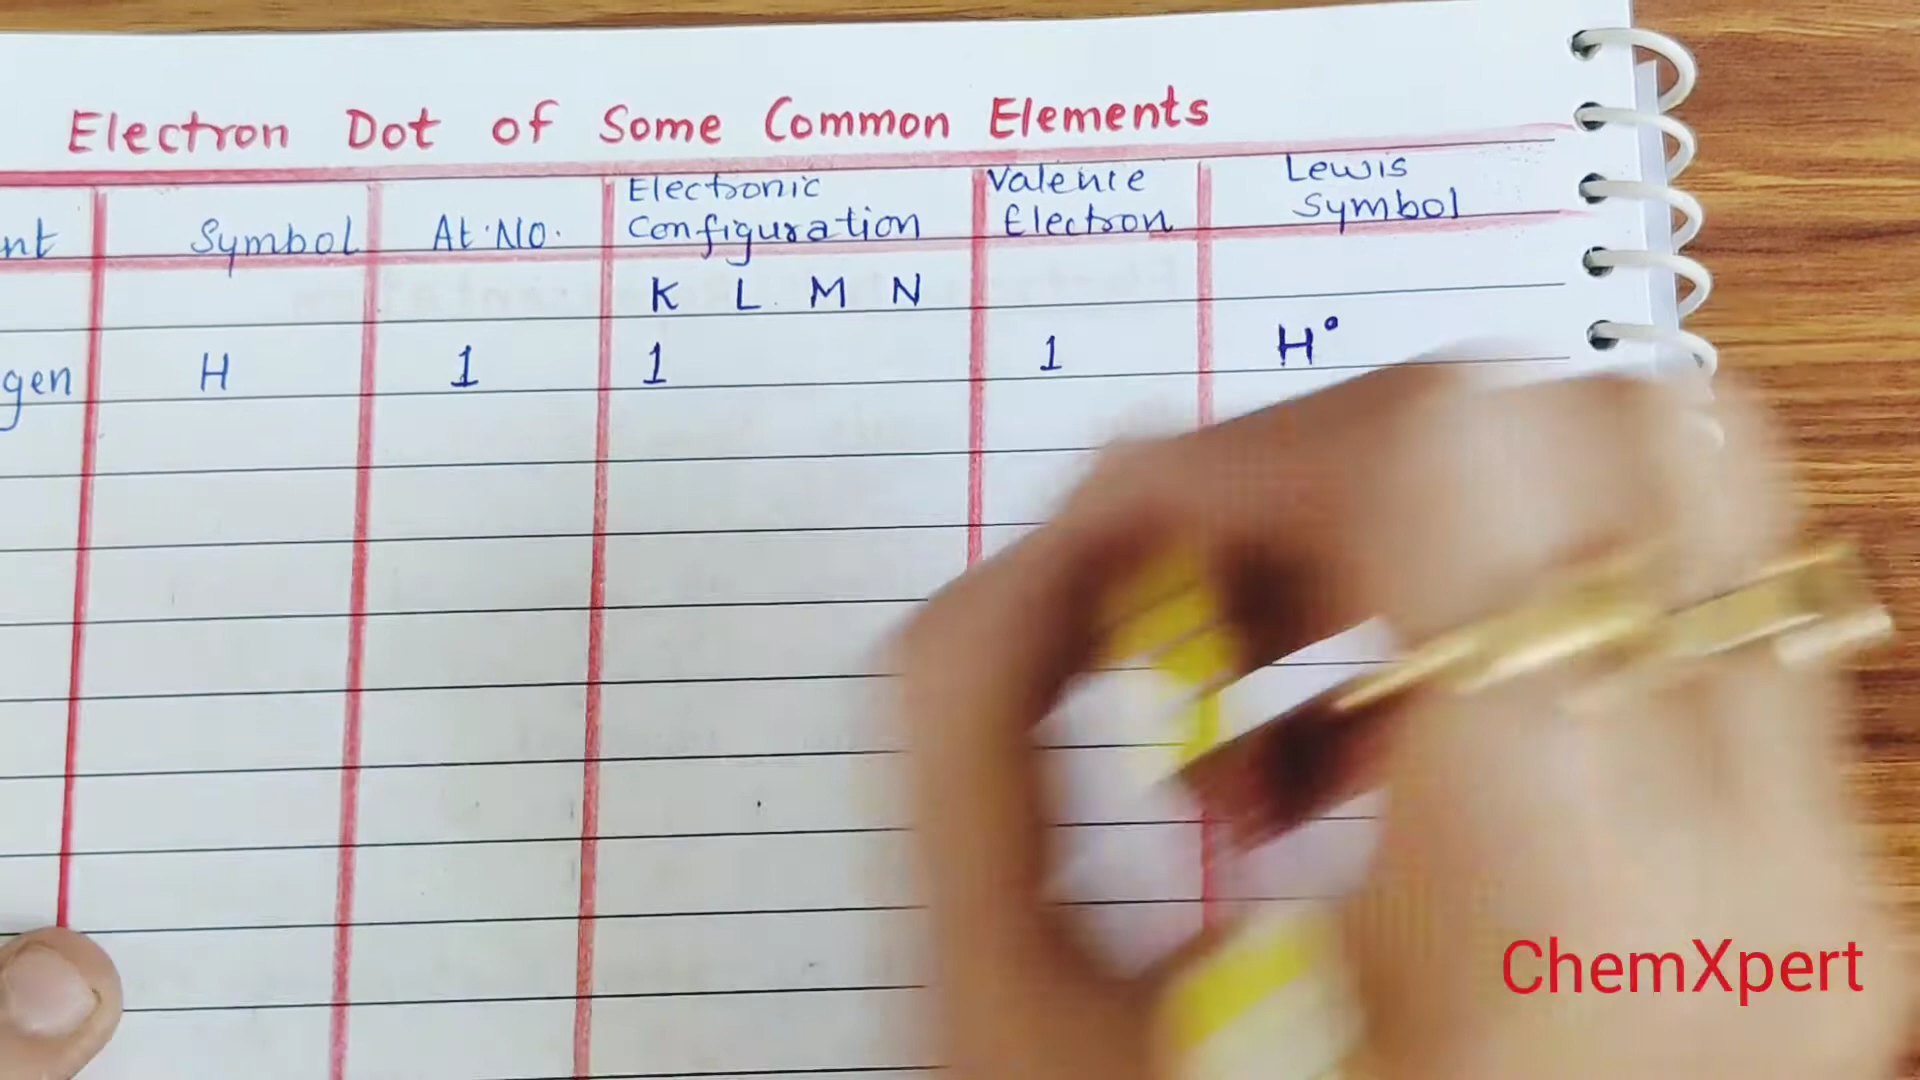 Electron Dot of Some Common Elements
nt Symbol At. No. Electronic Configuration Valence Electron Lewis Symbol
K L M N
gen H 1 1 1 H°
ChemXpert